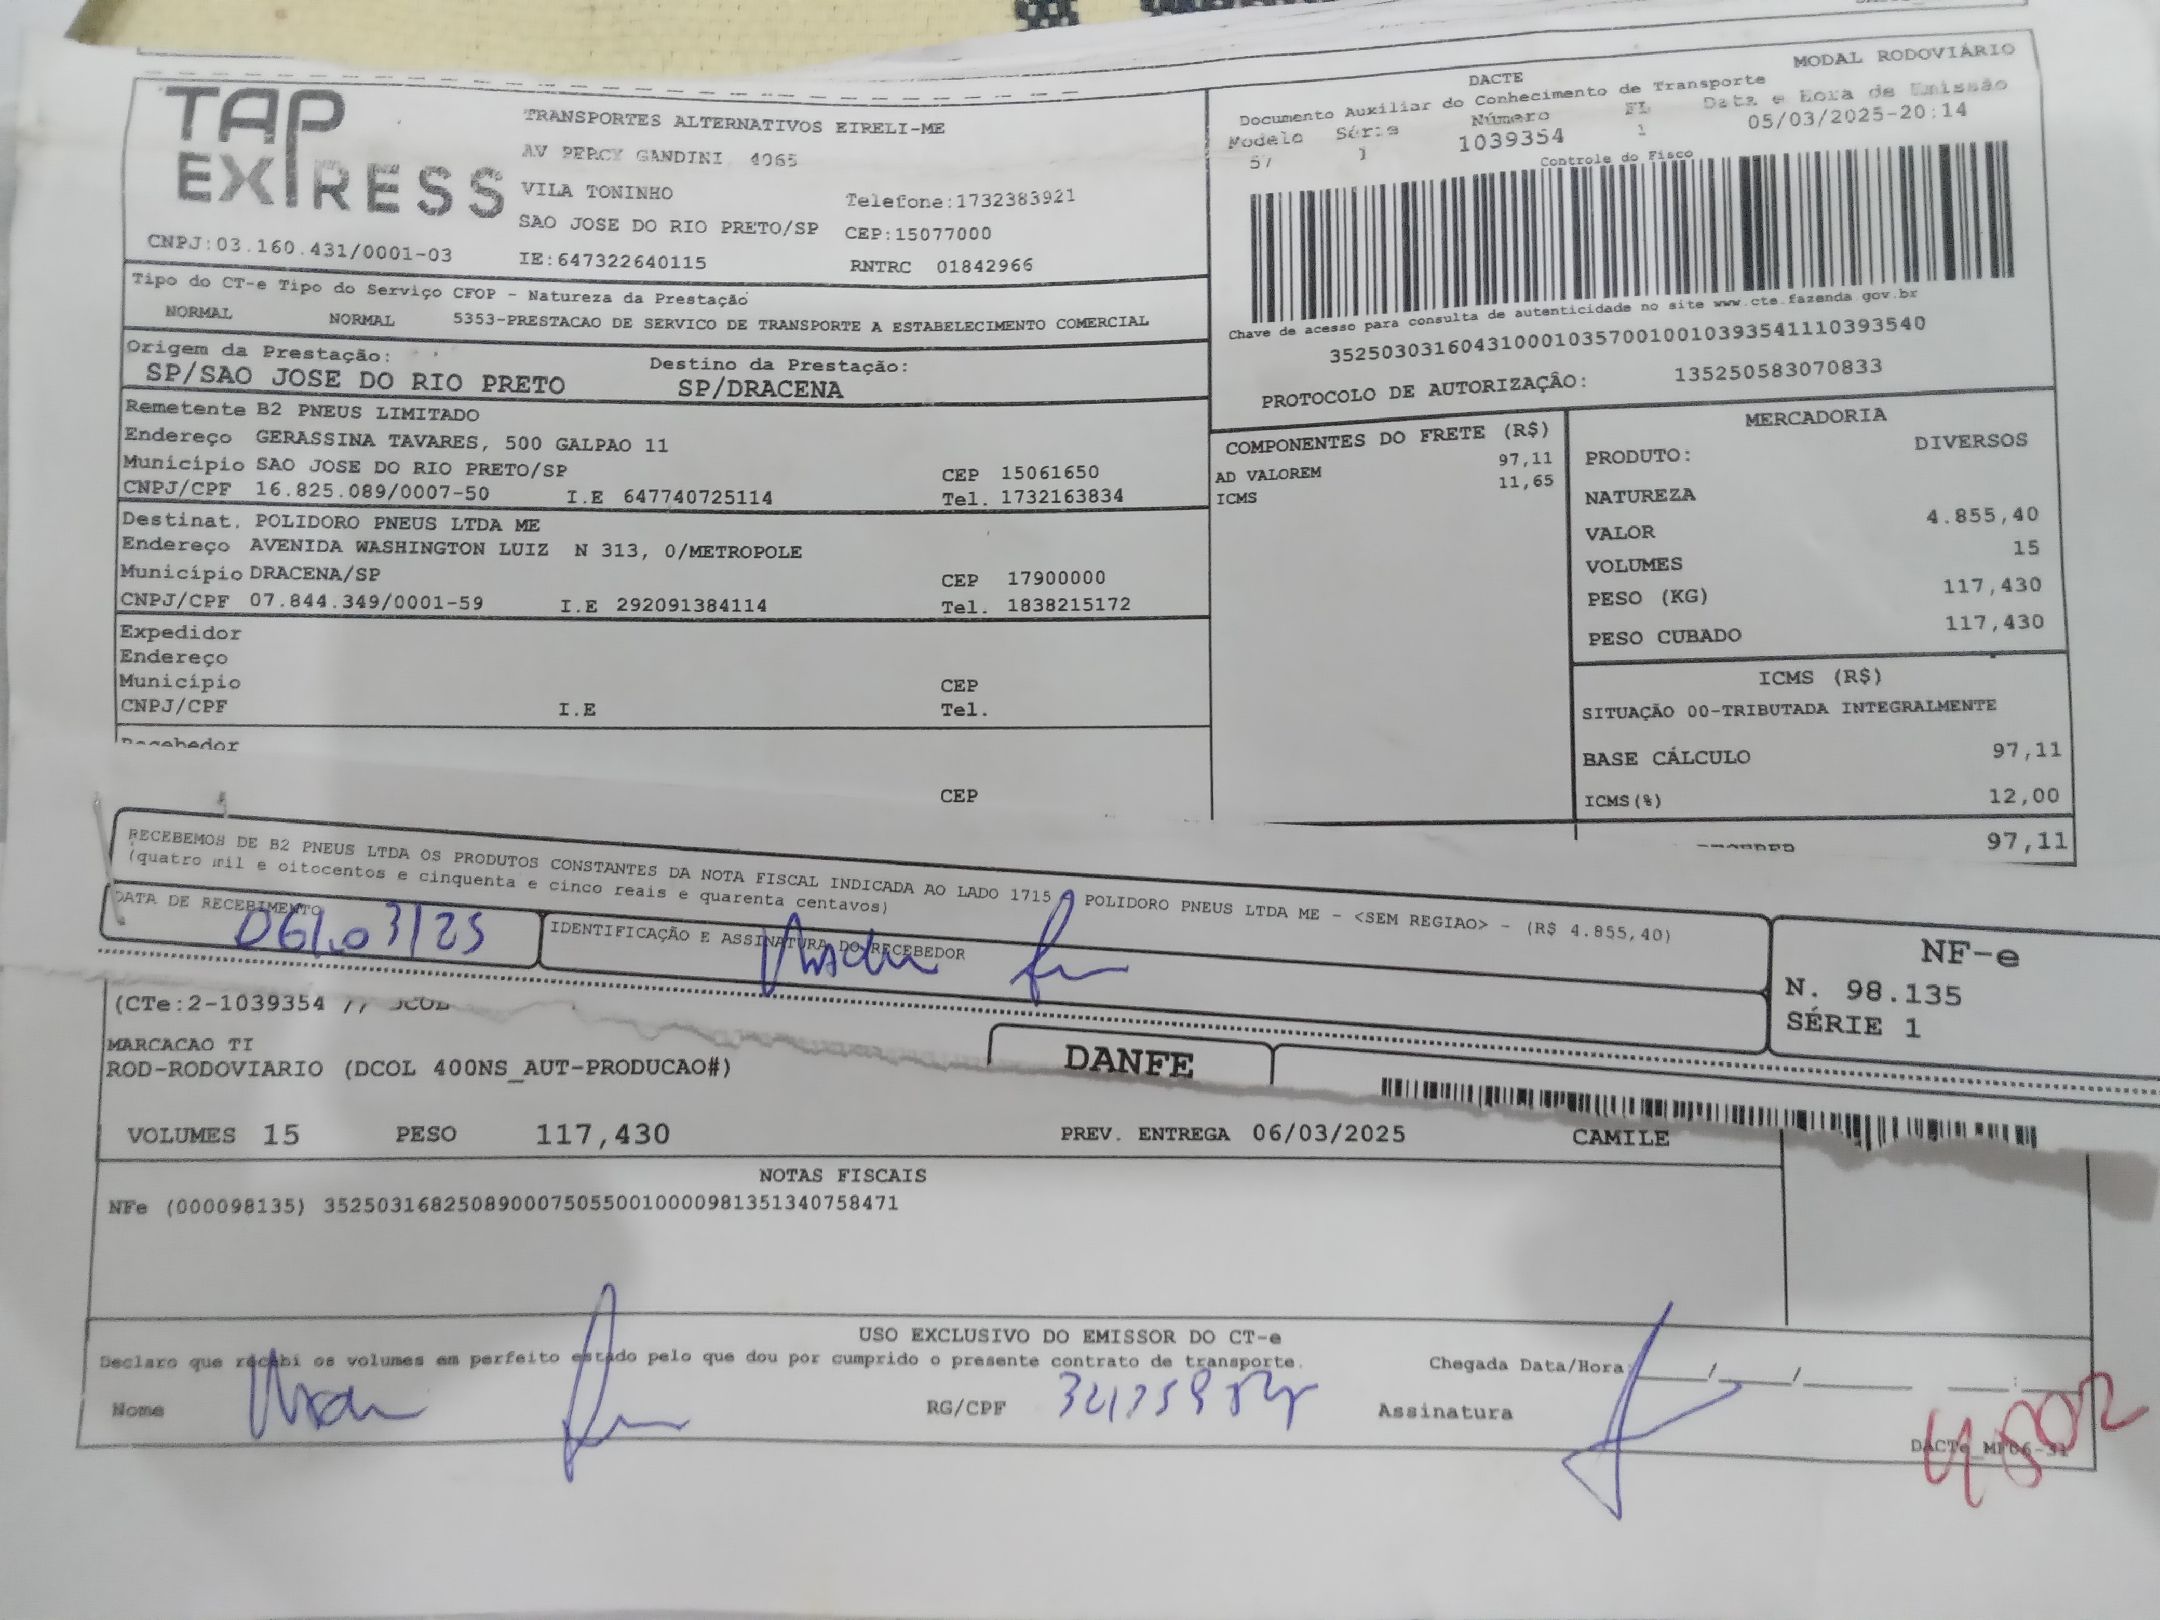 MODAL RODOVIÁRIO
TAP EXPRESS
TRANSPORTES ALTERNATIVOS EIRELI-ME
AV PERCY GANDINI 4065
VILA TONINHO
Telefone:1732383921
SAO JOSE DO RIO PRETO/SP CEP:15077000
CNPJ:03.160.431/0001-03 IE:647322640115 RNTRC 01842966
DACTE
Documento Auxiliar do Conhecimento de Transporte
Modelo Série Número FL Data e Hora de Emissão
57 1 1039354 1 05/03/2025-20:14
Controle do Fisco
Chave de acesso para consulta de autenticidade no site www.cte.fazenda.gov.br
35250303160431000103570010010393541110393540
PROTOCOLO DE AUTORIZAÇÃO: 135250583070833
Tipo do CT-e Tipo do Serviço CFOP - Natureza da Prestação
NORMAL NORMAL 5353-PRESTACAO DE SERVICO DE TRANSPORTE A ESTABELECIMENTO COMERCIAL
Origem da Prestação: Destino da Prestação:
SP/SAO JOSE DO RIO PRETO SP/DRACENA
Remetente B2 PNEUS LIMITADO
Endereço GERASSINA TAVARES, 500 GALPAO 11
Município SAO JOSE DO RIO PRETO/SP CEP 15061650
CNPJ/CPF 16.825.089/0007-50 I.E 647740725114 Tel. 1732163834
Destinat. POLIDORO PNEUS LTDA ME
Endereço AVENIDA WASHINGTON LUIZ N 313, 0/METROPOLE
Município DRACENA/SP CEP 17900000
CNPJ/CPF 07.844.349/0001-59 I.E 292091384114 Tel. 1838215172
Expedidor
Endereço
Município CEP
CNPJ/CPF I.E Tel.
Recebedor
CEP
COMPONENTES DO FRETE (R$)
AD VALOREM 97,11
ICMS 11,65
MERCADORIA
PRODUTO: DIVERSOS
NATUREZA
VALOR 4.855,40
VOLUMES 15
PESO (KG) 117,430
PESO CUBADO 117,430
ICMS (R$)
SITUAÇÃO 00-TRIBUTADA INTEGRALMENTE
BASE CÁLCULO 97,11
ICMS(%) 12,00
97,11
RECEBEMOS DE B2 PNEUS LTDA OS PRODUTOS CONSTANTES DA NOTA FISCAL INDICADA AO LADO 1715 POLIDORO PNEUS LTDA ME - <SEM REGIAO> - (R$ 4.855,40)
(quatro mil e oitocentos e cinquenta e cinco reais e quarenta centavos)
DATA DE RECEBIMENTO IDENTIFICAÇÃO E ASSINATURA DO RECEBEDOR
06/03/25
NF-e
N. 98.135
SÉRIE 1
(CTe:2-1039354 // DCOL
MARCACAO TI
ROD-RODOVIARIO (DCOL 400NS_AUT-PRODUCAO#)
DANFE
VOLUMES 15 PESO 117,430 PREV. ENTREGA 06/03/2025 CAMILE
NOTAS FISCAIS
NFe (000098135) 35250316825089000750550010000981351340758471
USO EXCLUSIVO DO EMISSOR DO CT-e
Declaro que recebi os volumes em perfeito estado pelo que dou por cumprido o presente contrato de transporte. Chegada Data/Hora
Nome RG/CPF Assinatura